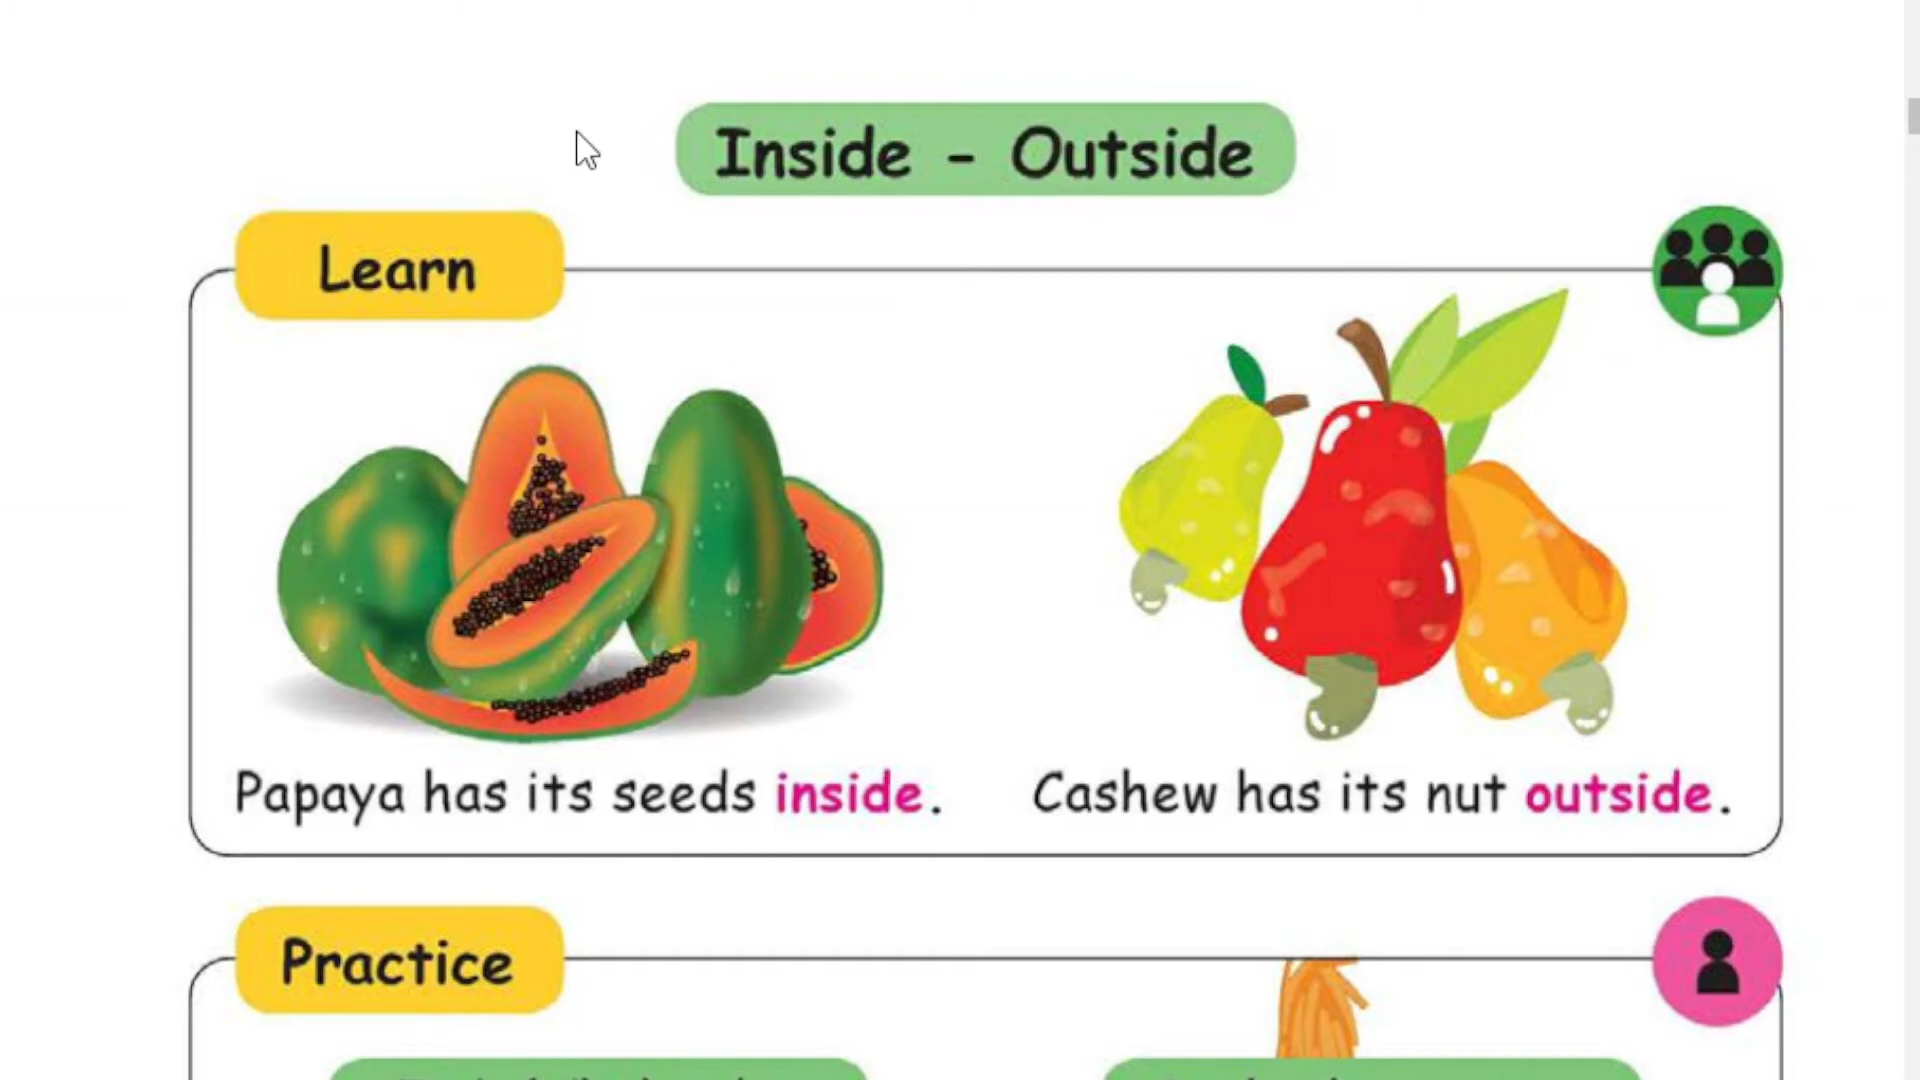 Inside - Outside
Learn
Papaya has its seeds inside.
Cashew has its nut outside.
Practice